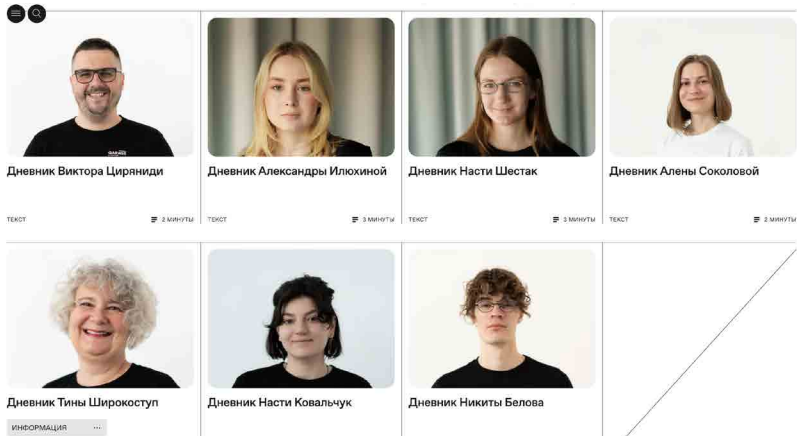 Дневник Виктора Циряниди
Дневник Александры Илюхиной
Дневник Насти Шестак
Дневник Алены Соколовой
ТЕКСТ
2 МИНУТЫ
ТЕКСТ
3 МИНУТЫ
ТЕКСТ
3 МИНУТЫ
ТЕКСТ
2 МИНУТЫ
Дневник Тины Широкоступ
Дневник Насти Ковальчук
Дневник Никиты Белова
ИНФОРМАЦИЯ ...